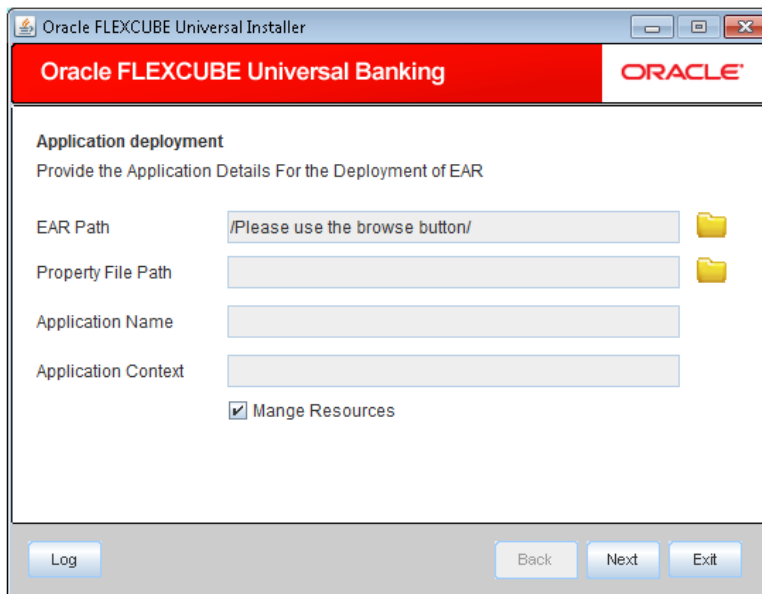 Oracle FLEXCUBE Universal Installer
Oracle FLEXCUBE Universal Banking
ORACLE
Application deployment
Provide the Application Details For the Deployment of EAR
EAR Path
/Please use the browse button/
Property File Path
Application Name
Application Context
Mange Resources
Log
Back
Next
Exit